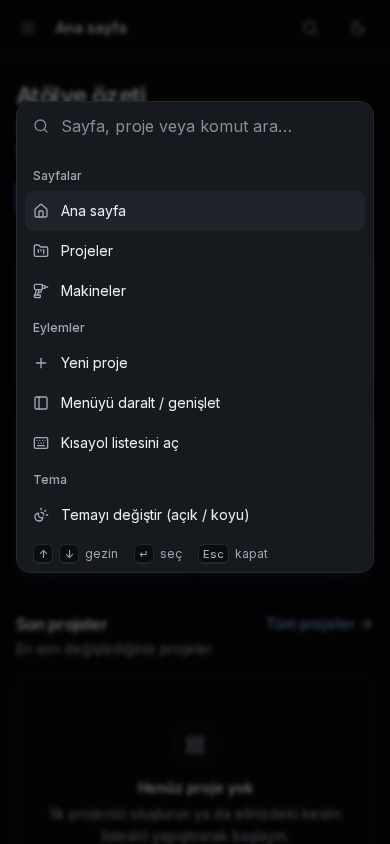 Ana sayfa
Atölye özeti
Sayfa, proje veya komut ara...
Sayfalar
Ana sayfa
Projeler
Makineler
Eylemler
Yeni proje
Menüyü daralt / genişlet
Kısayol listesini aç
Tema
Temayı değiştir (açık / koyu)
↑ ↓ gezin ↵ seç Esc kapat
Son projeler Tüm projeler →
En son değiştirdiğiniz projeler
Henüz proje yok
İlk projenizi oluşturun ya da elinizdeki kesim
listesini yapıştırarak başlayın.